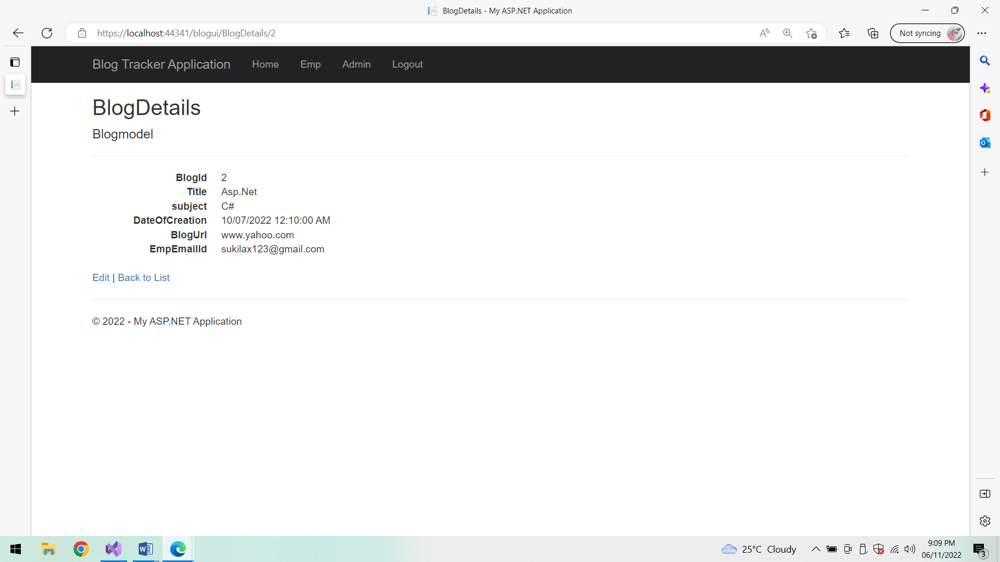 BlogDetails - My ASP.NET Application
https://localhost:44341/blogui/BlogDetails/2
Not syncing
Blog Tracker Application Home Emp Admin Logout
BlogDetails
Blogmodel
BlogId 2
Title Asp.Net
subject C#
DateOfCreation 10/07/2022 12:10:00 AM
BlogUrl www.yahoo.com
EmpEmailId sukilax123@gmail.com
Edit | Back to List
© 2022 - My ASP.NET Application
25°C Cloudy
9:09 PM
06/11/2022
3